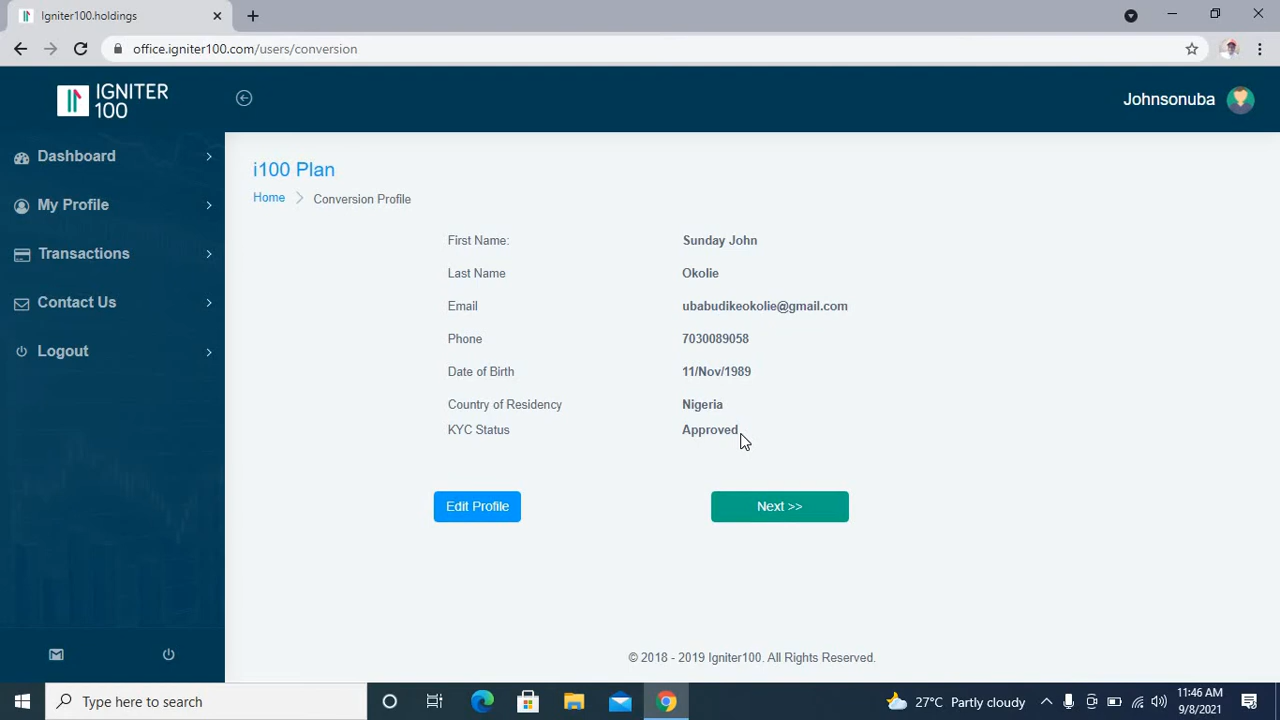 Igniter100.holdings
office.igniter100.com/users/conversion
IGNITER
100
Johnsonuba
Dashboard
My Profile
Transactions
Contact Us
Logout
i100 Plan
Home Conversion Profile
First Name: Sunday John
Last Name Okolie
Email ubabudikeokolie@gmail.com
Phone 7030089058
Date of Birth 11/Nov/1989
Country of Residency Nigeria
KYC Status Approved
Edit Profile Next >>
© 2018 - 2019 Igniter100. All Rights Reserved.
Type here to search
27°C Partly cloudy
11:46 AM
9/8/2021